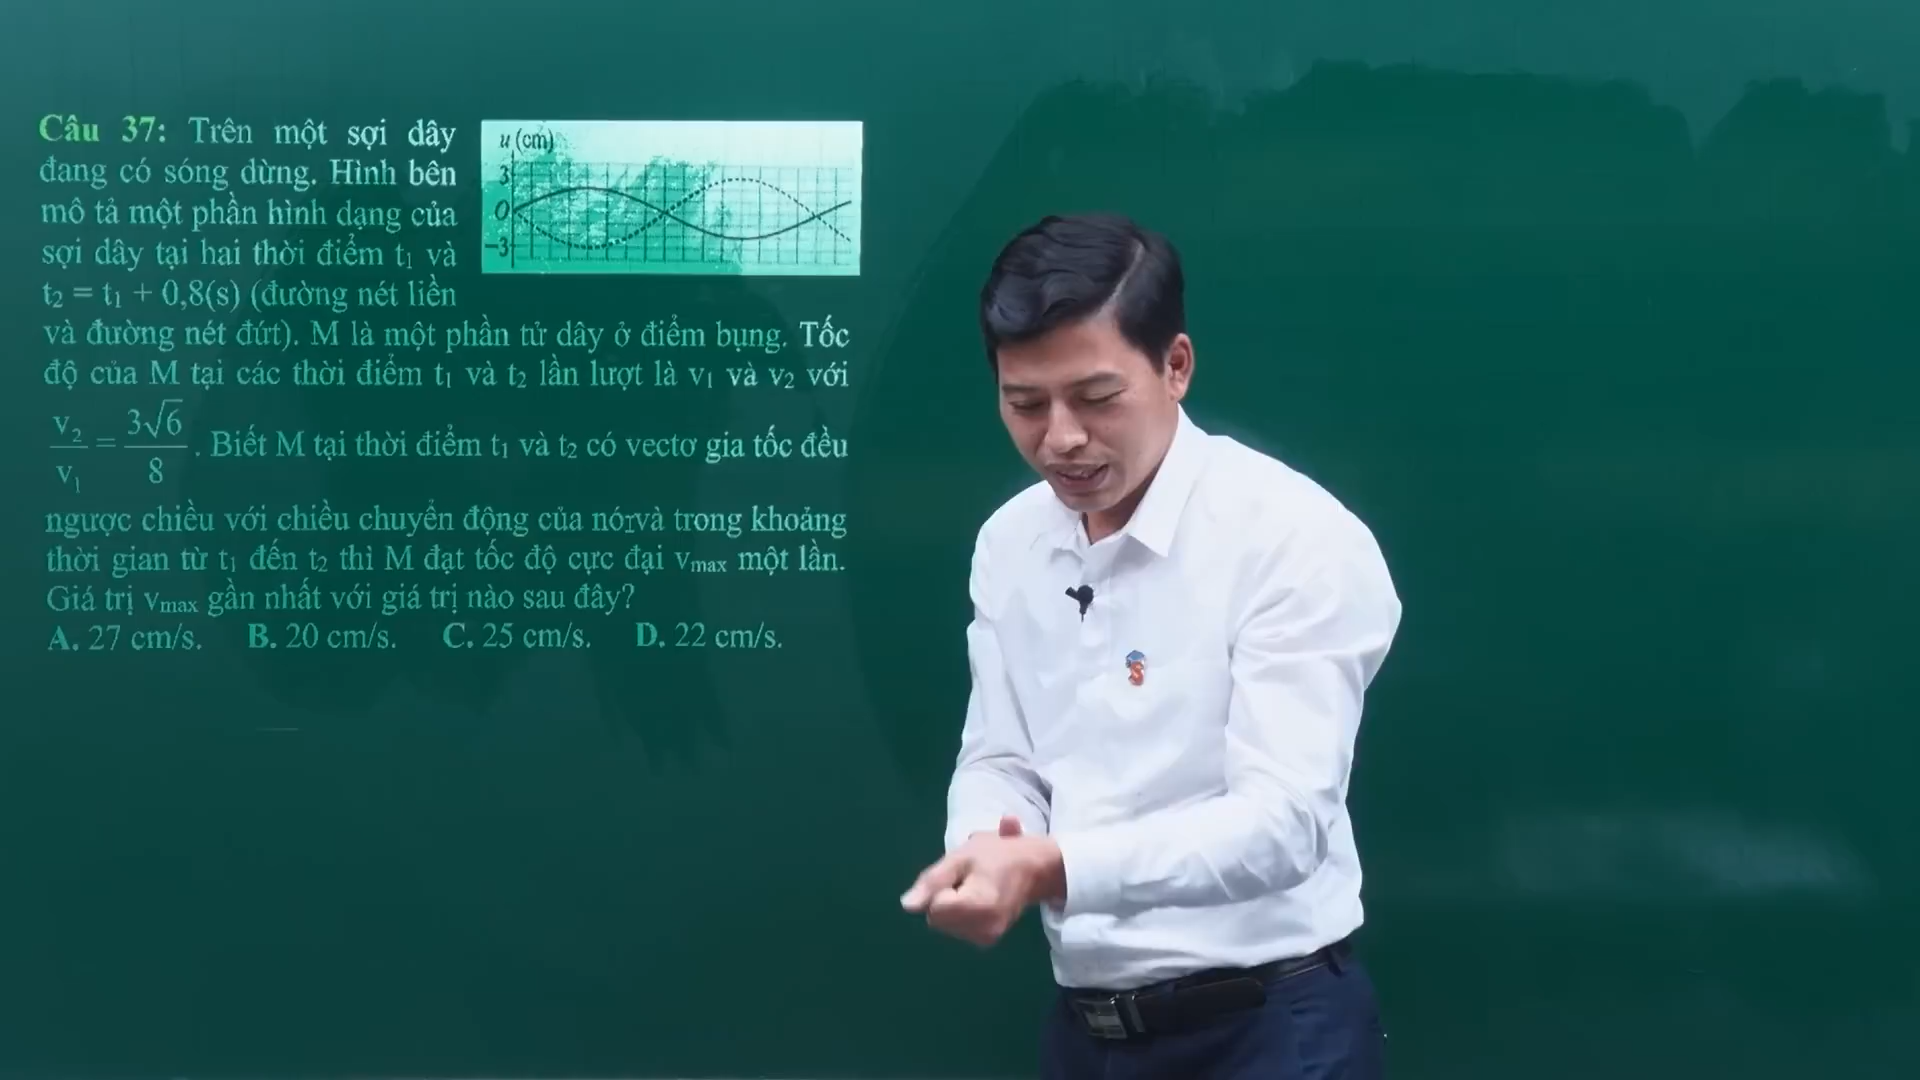 Câu 37: Trên một sợi dây
đang có sóng dừng. Hình bên
mô tả một phần hình dạng của
sợi dây tại hai thời điểm t₁ và
t₂ = t₁ + 0,8(s) (đường nét liền
và đường nét đứt). M là một phần tử dây ở điểm bụng. Tốc
độ của M tại các thời điểm t₁ và t₂ lần lượt là v₁ và v₂ với
v₂/v₁ = 3√6/8 . Biết M tại thời điểm t₁ và t₂ có vectơ gia tốc đều
ngược chiều với chiều chuyển động của nó và trong khoảng
thời gian từ t₁ đến t₂ thì M đạt tốc độ cực đại vmax một lần.
Giá trị vmax gần nhất với giá trị nào sau đây?
A. 27 cm/s. B. 20 cm/s. C. 25 cm/s. D. 22 cm/s.
u (cm)
3
0
−3
S